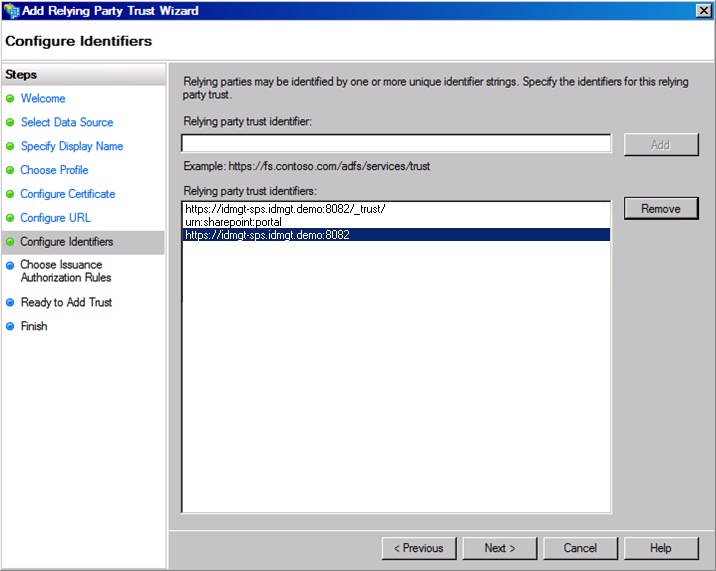 Add Relying Party Trust Wizard
Configure Identifiers
Steps
Welcome
Select Data Source
Specify Display Name
Choose Profile
Configure Certificate
Configure URL
Configure Identifiers
Choose Issuance
Authorization Rules
Ready to Add Trust
Finish
Relying parties may be identified by one or more unique identifier strings. Specify the identifiers for this relying
party trust.
Relying party trust identifier:
Add
Example: https://fs.contoso.com/adfs/services/trust
Relying party trust identifiers:
https://idmgt-sps.idmgt.demo:8082/_trust/
urn:sharepoint:portal
https://idmgt-sps.idmgt.demo:8082
Remove
< Previous
Next >
Cancel
Help